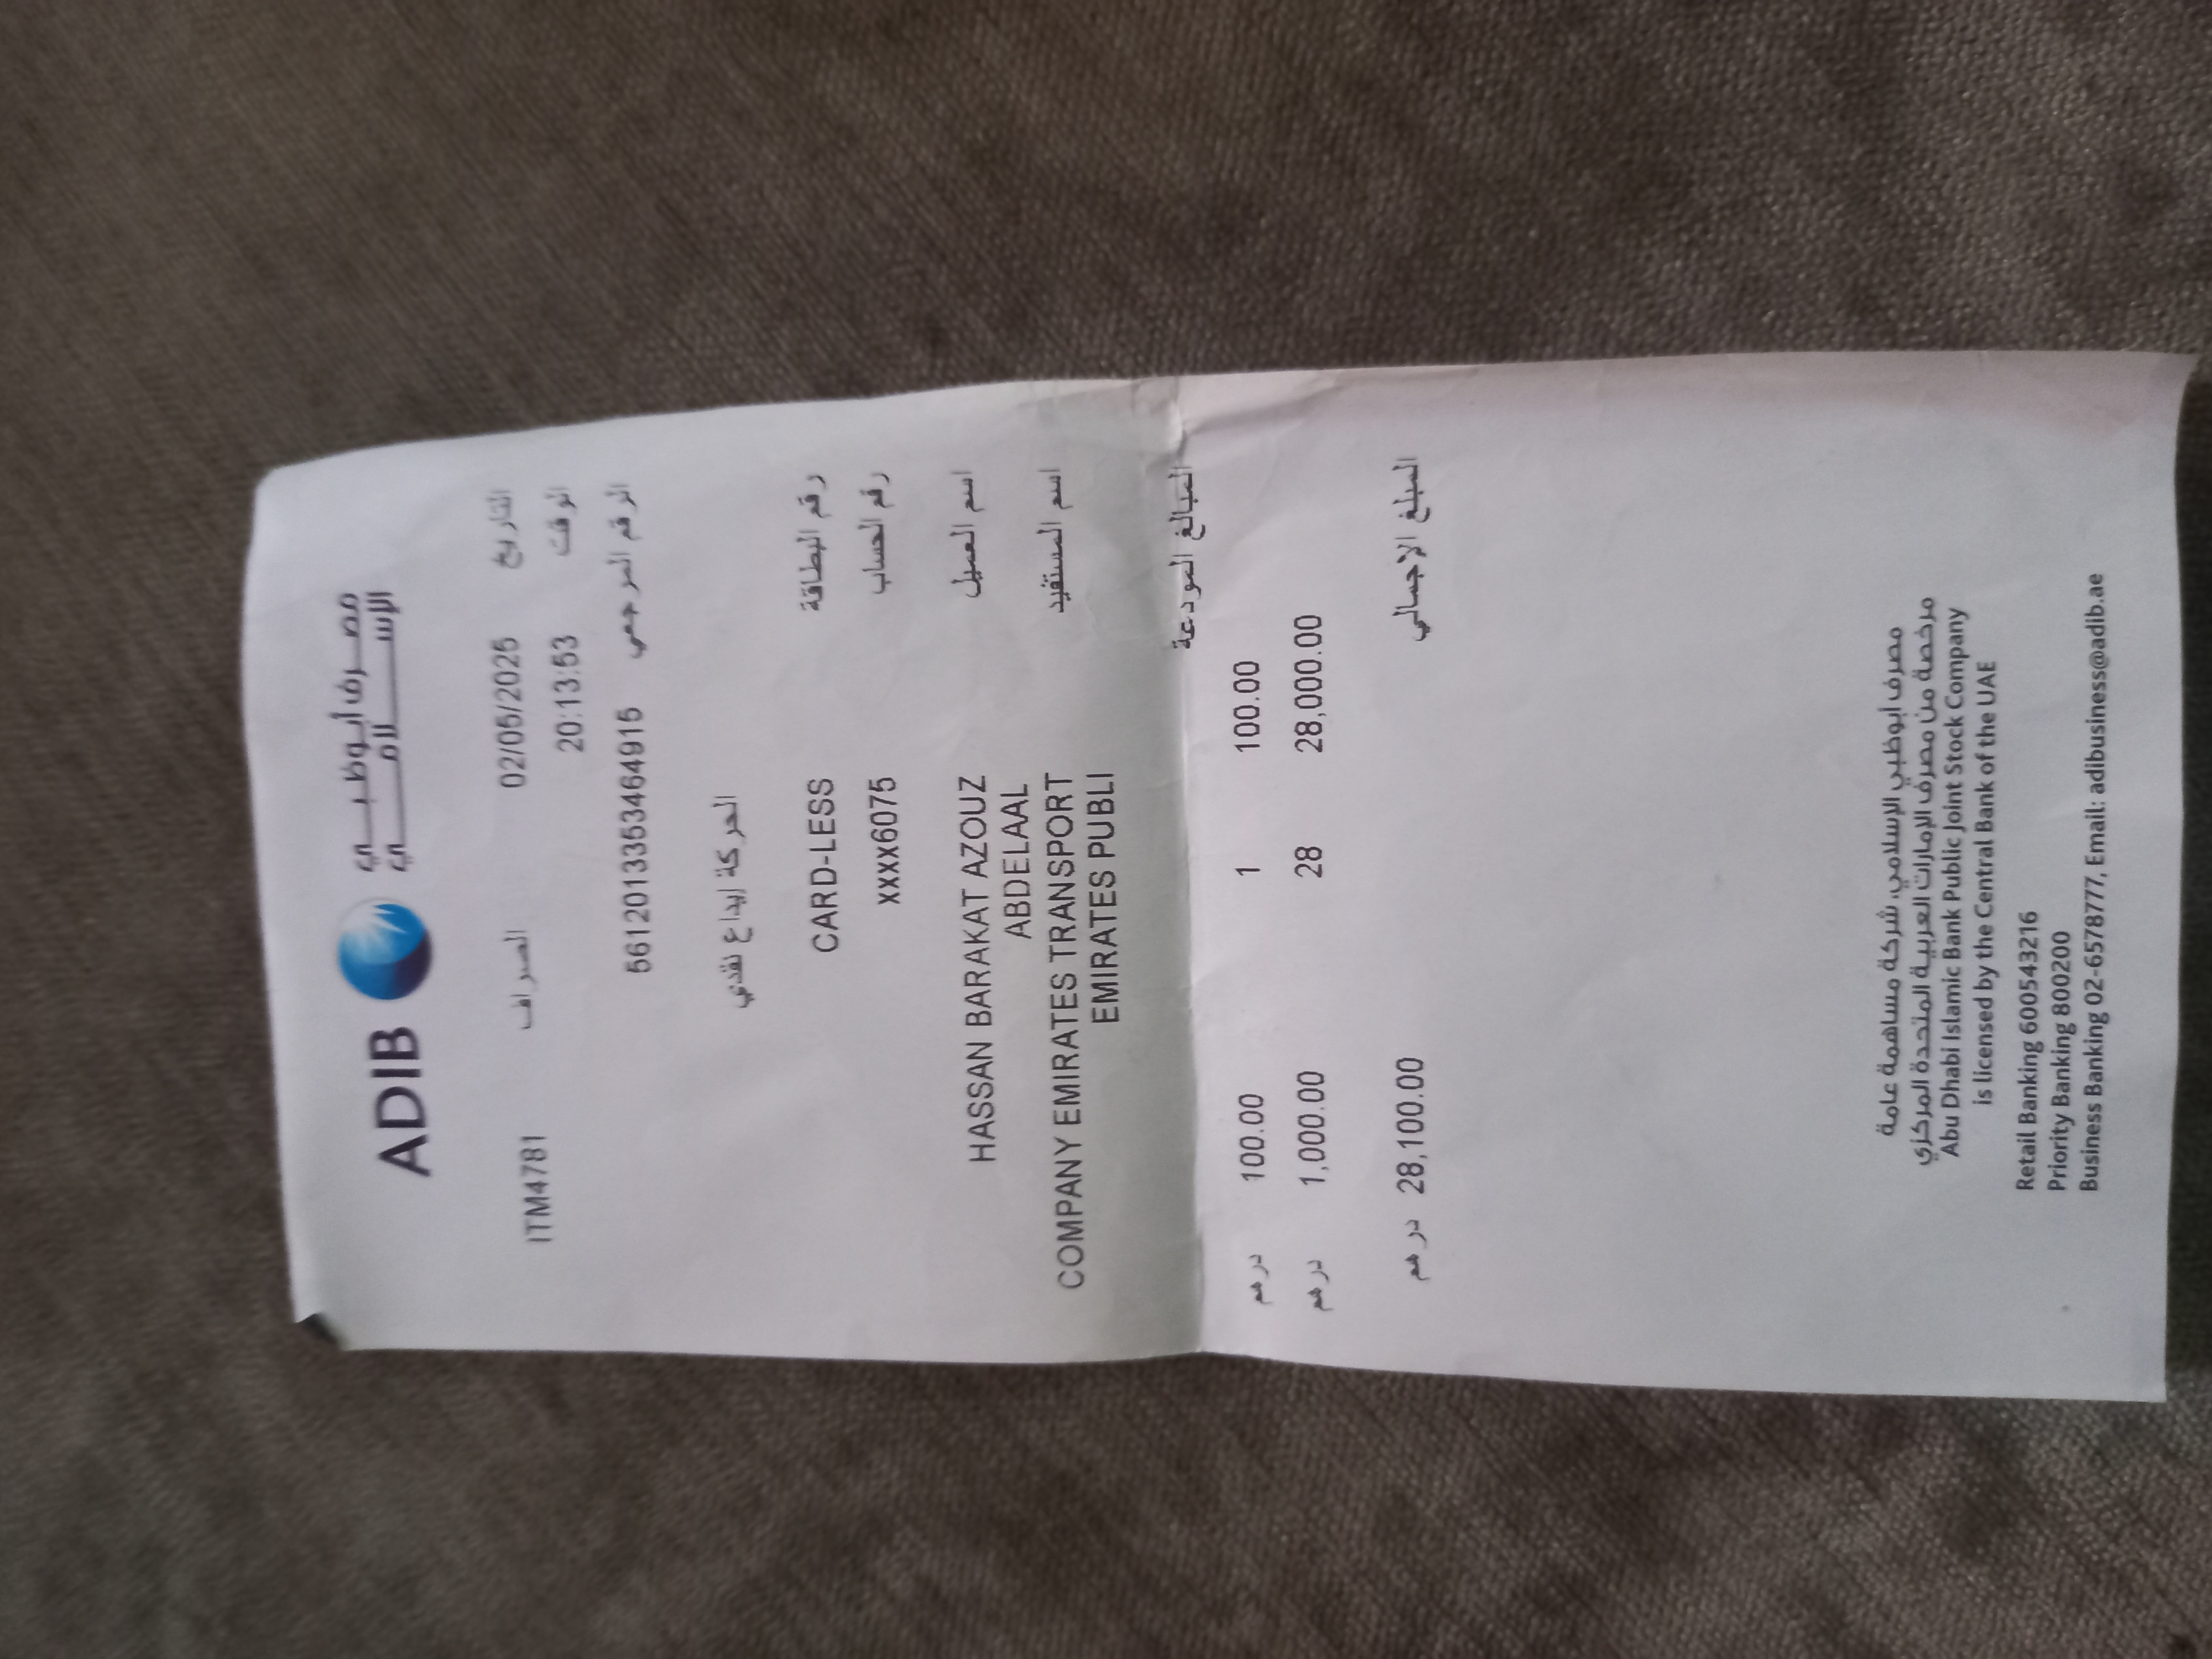 ADIB مصرف أبوظبي
الإسلامي
02/05/2025 التاريخ
ITM4781 الصراف 20:13:53 الوقت
5612013353464915 الرقم المرجعي
الحركة إيداع نقدي
CARD-LESS رقم البطاقة
XXXX6075 رقم الحساب
HASSAN BARAKAT AZOUZ اسم العميل
ABDELAAL
COMPANY EMIRATES TRANSPORT اسم المستفيد
EMIRATES PUBLI
المبالغ المودعة
درهم 100.00 1 100.00
درهم 1,000.00 28 28,000.00
درهم 28,100.00 المبلغ الاجمالي
مصرف أبوظبي الإسلامي، شركة مساهمة عامة
مرخصة من مصرف الإمارات العربية المتحدة المركزي
Abu Dhabi Islamic Bank Public Joint Stock Company
is licensed by the Central Bank of the UAE
Retail Banking 600543216
Priority Banking 800200
Business Banking 02-6578777, Email: adibusiness@adib.ae